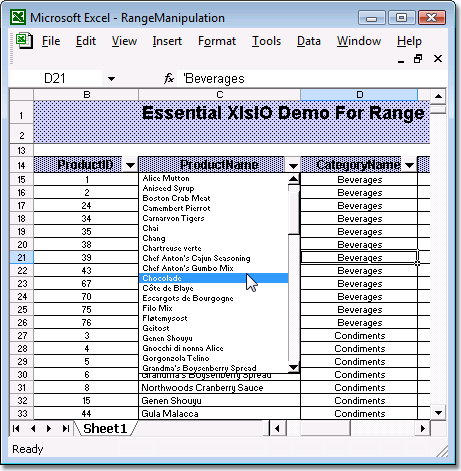 Microsoft Excel - RangeManipulation
File Edit View Insert Format Tools Data Window Help
D21 fx 'Beverages
B C D
1 Essential XlsIO Demo For Range
2
13
14 ProductID ProductName CategoryName
15 1 Alice Mutton Beverages
Aniseed Syrup
16 2 Boston Crab Meat Beverages
17 24 Camembert Pierrot Beverages
18 34 Carnarvon Tigers Beverages
19 35 Chai Beverages
Chang
20 38 Chartreuse verte Beverages
21 39 Chef Anton's Cajun Seasoning Beverages
22 43 Chef Anton's Gumbo Mix Beverages
Chocolade
23 67 Côte de Blaye Beverages
24 70 Escargots de Bourgogne Beverages
25 75 Filo Mix Beverages
26 76 Fløtemysost Beverages
Geitost
27 3 Genen Shouyu Condiments
28 4 Gnocchi di nonna Alice Condiments
29 5 Gorgonzola Telino Condiments
Grandma's Boysenberry Spread
30 6 Grandma's Boysenberry Spread Condiments
31 8 Northwoods Cranberry Sauce Condiments
32 15 Genen Shouyu Condiments
33 44 Gula Malacca Condiments
Sheet1
Ready